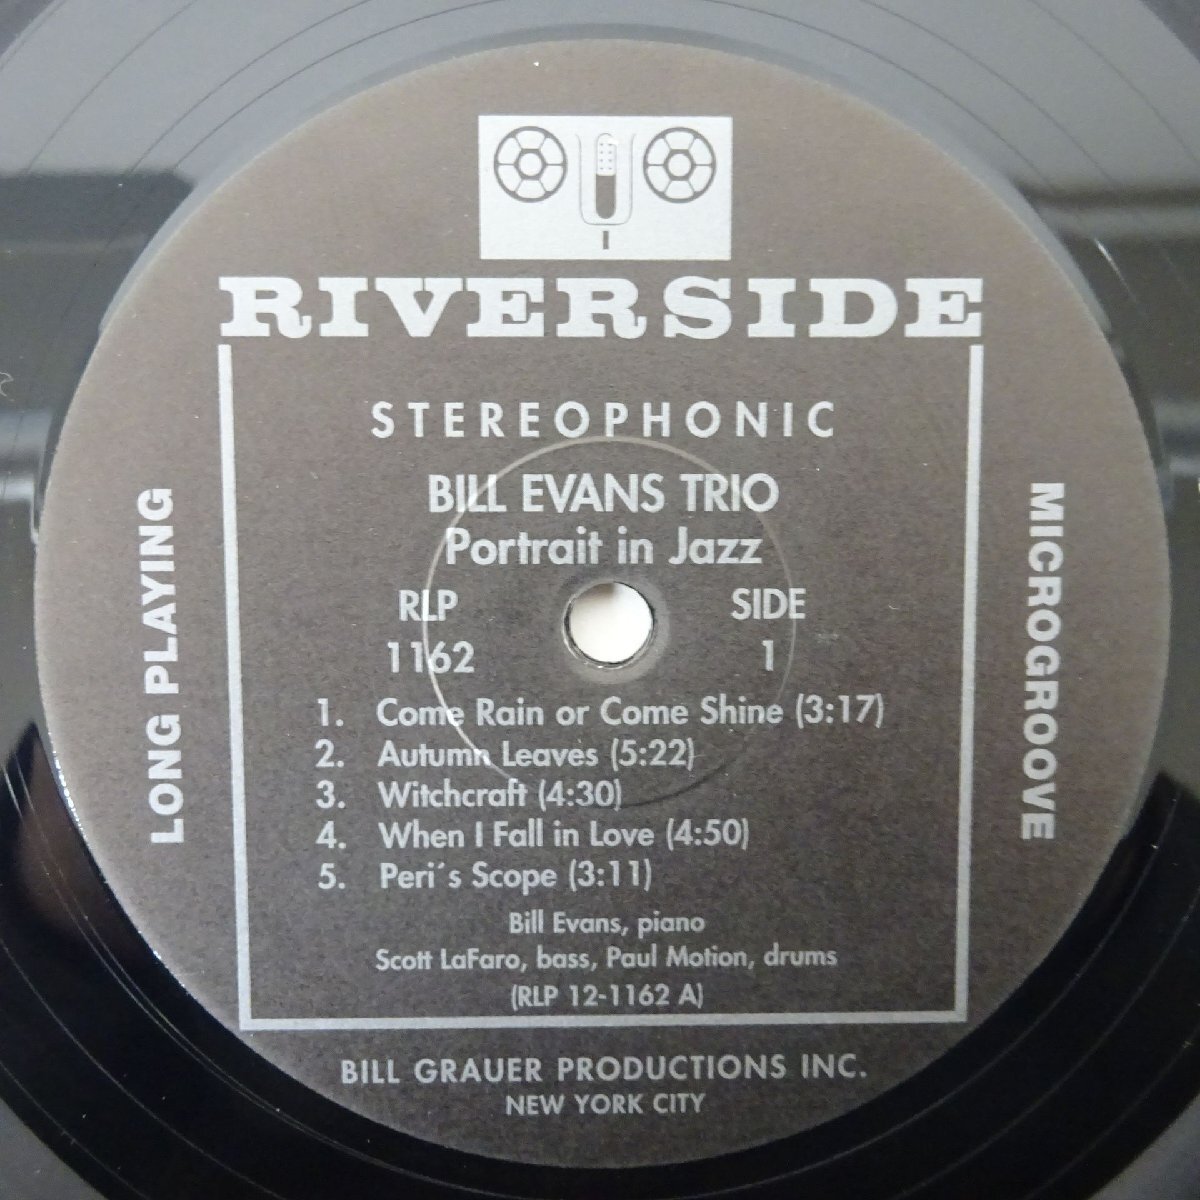 RIVERSIDE
STEREOPHONIC
BILL EVANS TRIO
Portrait in Jazz
RLP SIDE
1162 1
1. Come Rain or Come Shine (3:17)
2. Autumn Leaves (5:22)
3. Witchcraft (4:30)
4. When I Fall in Love (4:50)
5. Peri´s Scope (3:11)
Bill Evans, piano
Scott LaFaro, bass, Paul Motion, drums
(RLP 12-1162 A)
LONG PLAYING
MICROGROOVE
BILL GRAUER PRODUCTIONS INC.
NEW YORK CITY